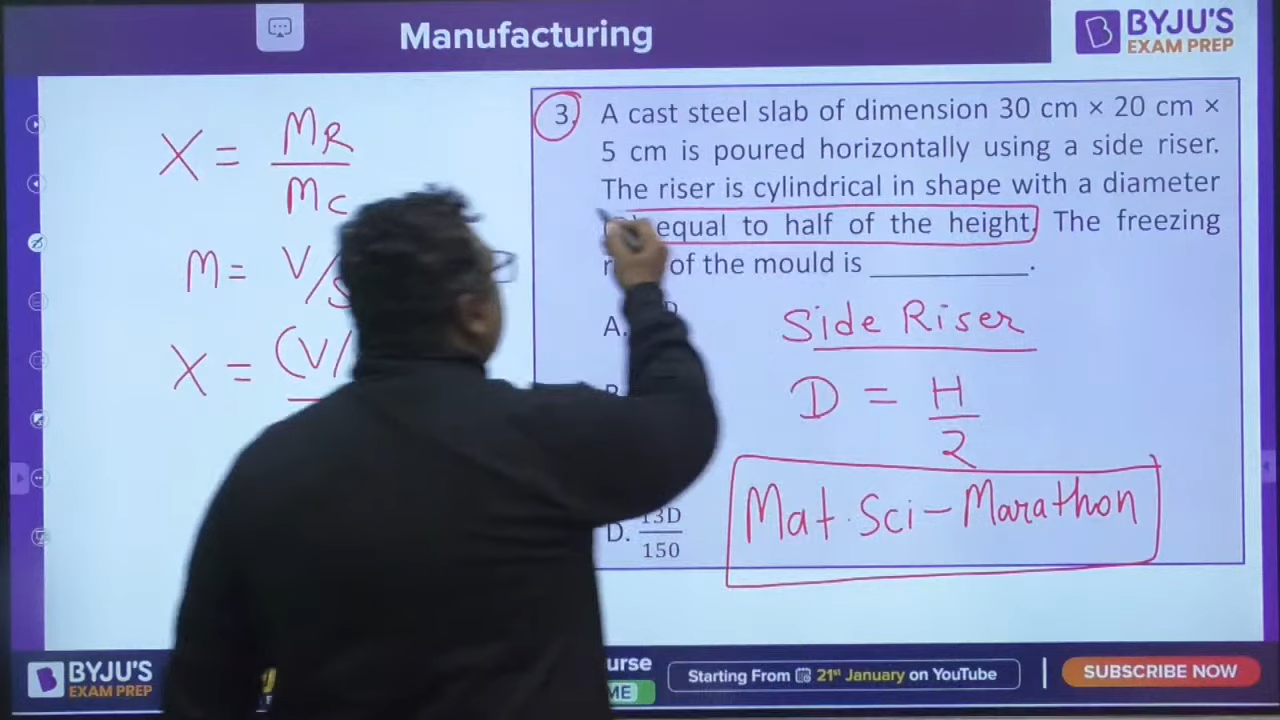 Manufacturing
BYJU'S
EXAM PREP
X = MR
MC
M = V/S
X = (V/
3. A cast steel slab of dimension 30 cm × 20 cm ×
5 cm is poured horizontally using a side riser.
The riser is cylindrical in shape with a diameter
equal to half of the height. The freezing
of the mould is __________.
A.
Side Riser
D = H
2
D. 13D
150
Mat. Sci - Marathon
BYJU'S
EXAM PREP
urse
ME
Starting From 21st January on YouTube
SUBSCRIBE NOW